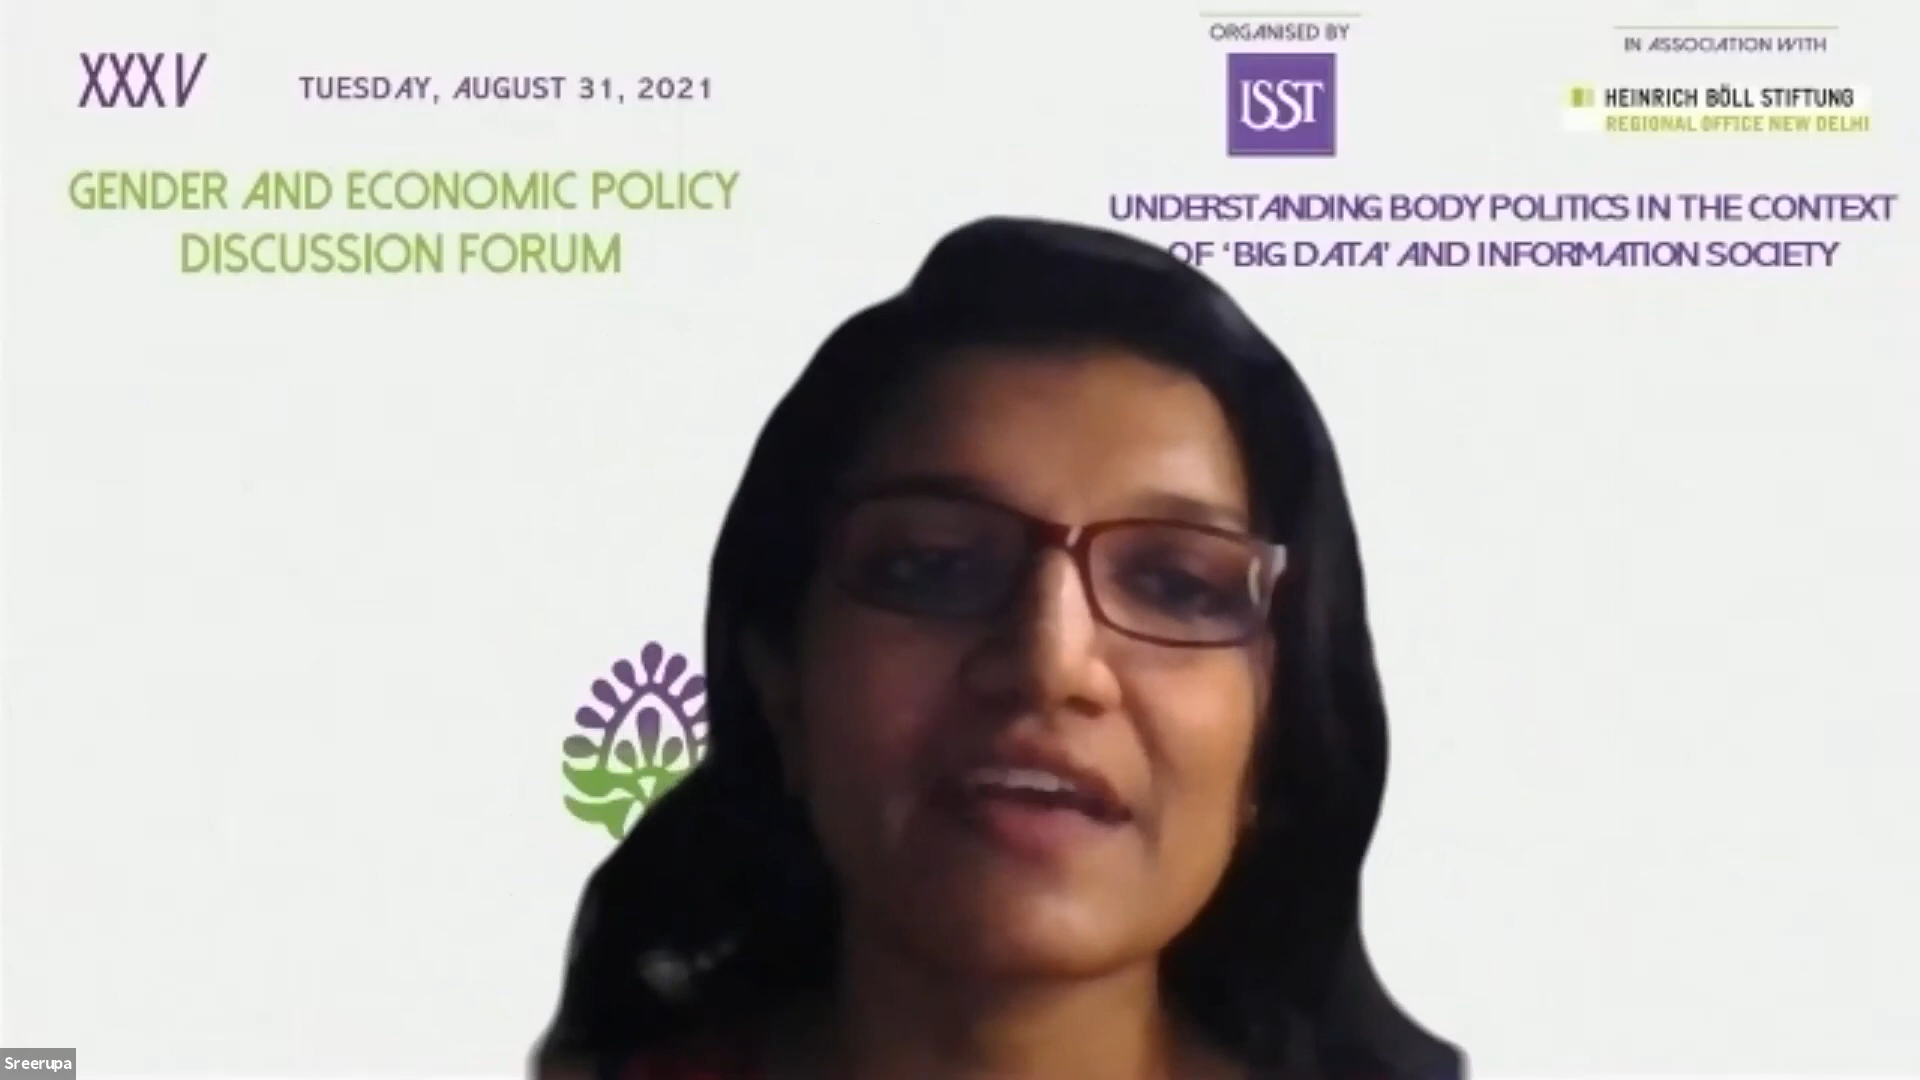 XXXV
TUESDAY, AUGUST 31, 2021
GENDER AND ECONOMIC POLICY
DISCUSSION FORUM
ORGANISED BY
ISST
IN ASSOCIATION WITH
HEINRICH BÖLL STIFTUNG
REGIONAL OFFICE NEW DELHI
UNDERSTANDING BODY POLITICS IN THE CONTEXT
OF ‘BIG DATA’ AND INFORMATION SOCIETY
Sreerupa